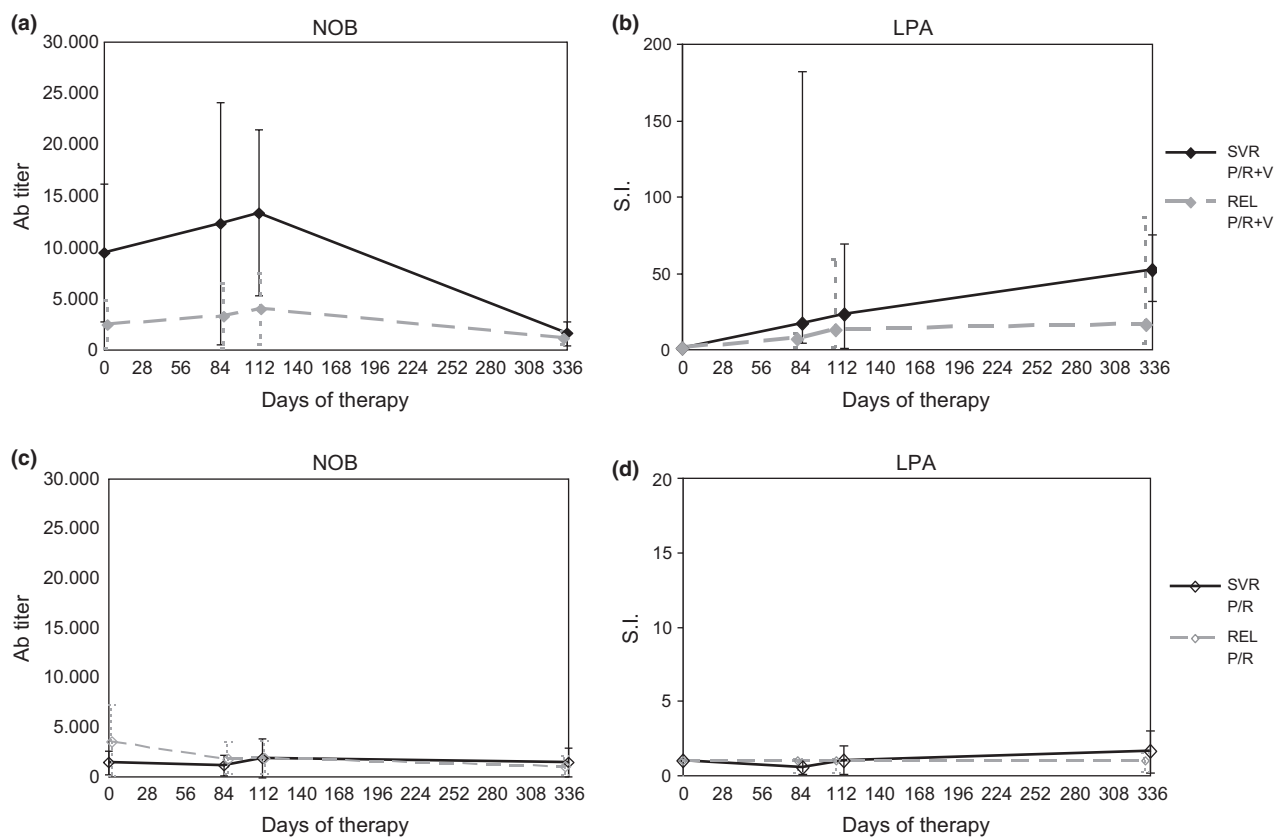 (a)
NOB
30.000
25.000
20.000
15.000
10.000
5.000
0
Ab titer
0 28 56 84 112 140 168 196 224 252 280 308 336
Days of therapy
(b)
LPA
200
150
100
50
0
S.I.
0 28 56 84 112 140 168 196 224 252 280 308 336
Days of therapy
SVR
P/R+V
REL
P/R+V
(c)
NOB
30.000
25.000
20.000
15.000
10.000
5.000
0
Ab titer
0 28 56 84 112 140 168 196 224 252 280 308 336
Days of therapy
(d)
LPA
20
15
10
5
0
S.I.
0 28 56 84 112 140 168 196 224 252 280 308 336
Days of therapy
SVR
P/R
REL
P/R